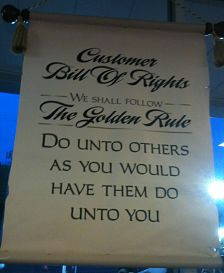 Customer
Bill Of Rights
WE SHALL FOLLOW
The Golden Rule
DO UNTO OTHERS
AS YOU WOULD
HAVE THEM DO
UNTO YOU